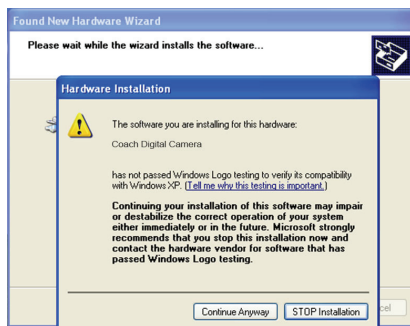 Found New Hardware Wizard
Please wait while the wizard installs the software...
Hardware Installation
The software you are installing for this hardware:
Coach Digital Camera
has not passed Windows Logo testing to verify its compatibility
with Windows XP. (Tell me why this testing is important.)
Continuing your installation of this software may impair
or destabilize the correct operation of your system
either immediately or in the future. Microsoft strongly
recommends that you stop this installation now and
contact the hardware vendor for software that has
passed Windows Logo testing.
Continue Anyway STOP Installation cel